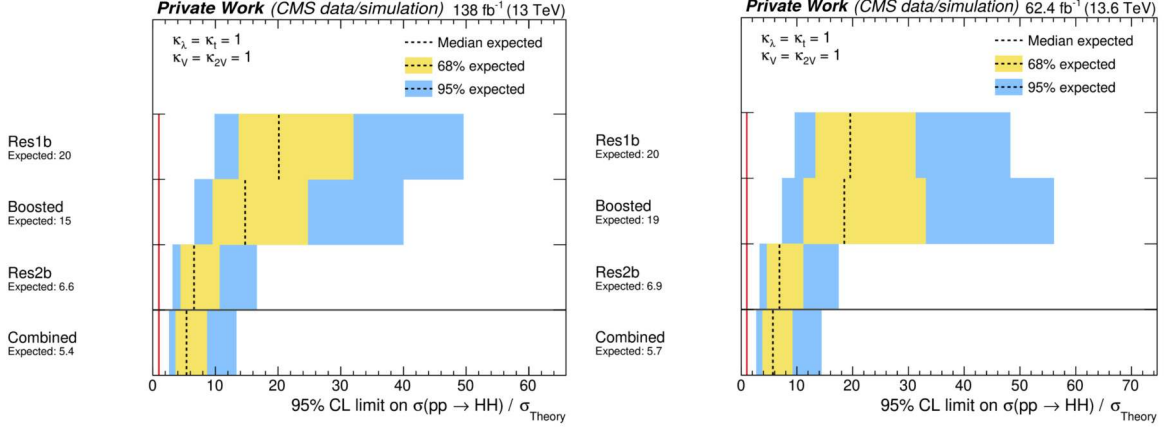 Private Work (CMS data/simulation) 138 fb⁻¹ (13 TeV)
κλ = κt = 1
κV = κ2V = 1
Median expected
68% expected
95% expected
Res1b
Expected: 20
Boosted
Expected: 15
Res2b
Expected: 6.6
Combined
Expected: 5.4
0 10 20 30 40 50 60
95% CL limit on σ(pp → HH) / σTheory
Private Work (CMS data/simulation) 62.4 fb⁻¹ (13.6 TeV)
κλ = κt = 1
κV = κ2V = 1
Median expected
68% expected
95% expected
Res1b
Expected: 20
Boosted
Expected: 19
Res2b
Expected: 6.9
Combined
Expected: 5.7
0 10 20 30 40 50 60 70
95% CL limit on σ(pp → HH) / σTheory